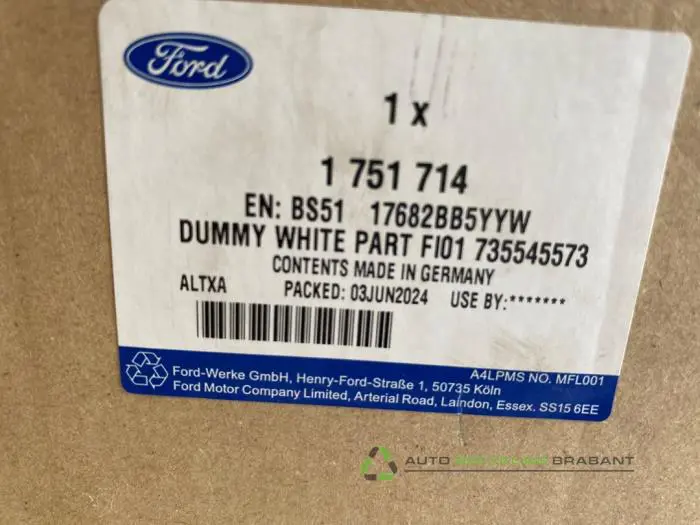 Ford
1 x
1 751 714
EN: BS51 17682BB5YYW
DUMMY WHITE PART FI01 735545573
CONTENTS MADE IN GERMANY
ALTXA PACKED: 03JUN2024 USE BY:*******
A4LPMS NO. MFL001
Ford-Werke GmbH, Henry-Ford-Straße 1, 50735 Köln
Ford Motor Company Limited, Arterial Road, Laindon, Essex. SS15 6EE
AUTO RECYCLING BRABANT